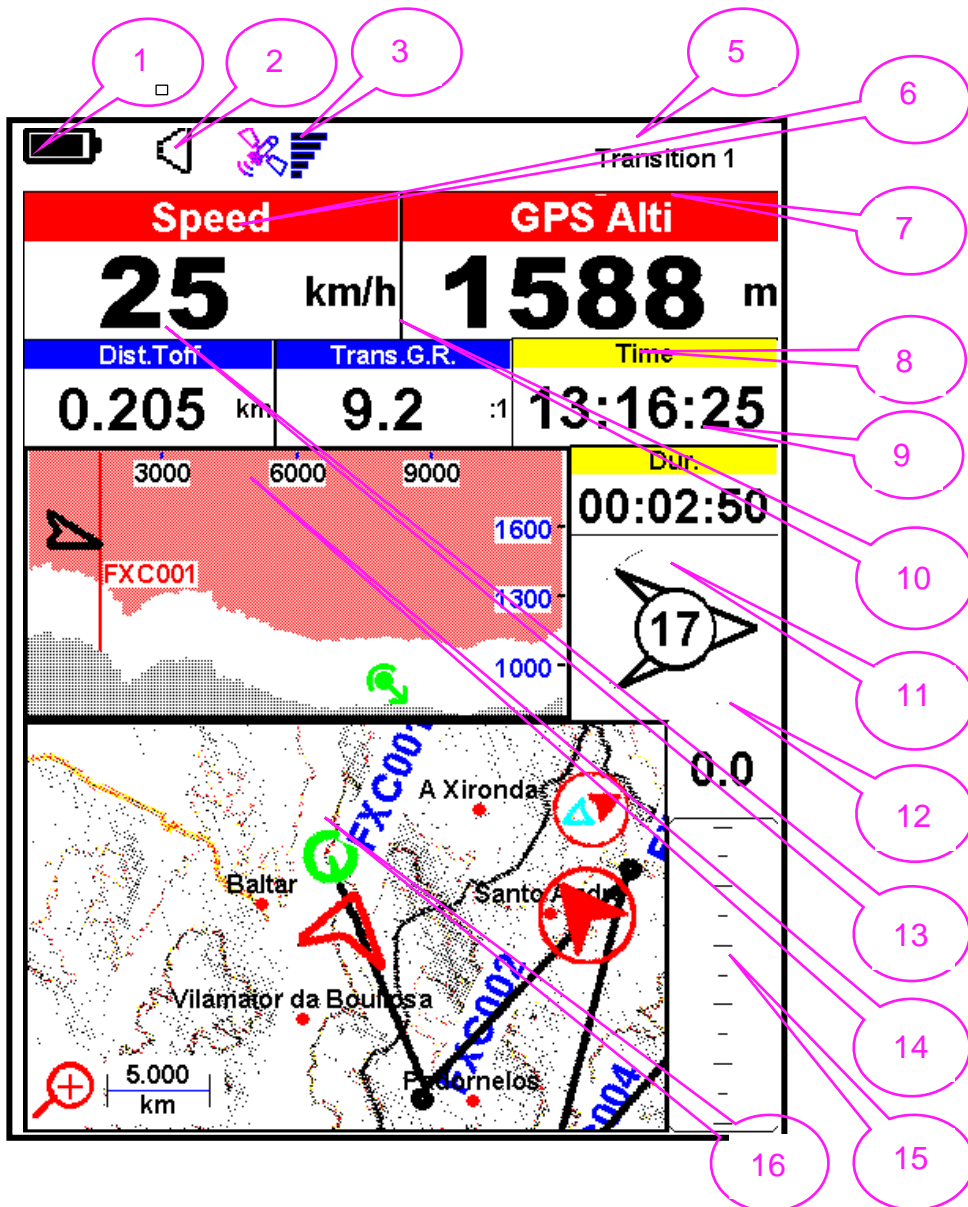 1 2 3 5
6
Transition 1
Speed GPS Alti
7
25 km/h 1588 m
Dist.Toff Trans.G.R. Time
8
0.205 km 9.2 :1 13:16:25
9
3000 6000 9000 Dur.
00:02:50
1600
FXC001
10
1300
17
1000
11
FXC001
0.0
A Xironda
12
Baltar
13
FXC002
Vilamaior da Boullosa
14
5.000
km
Pedornelos
16 15